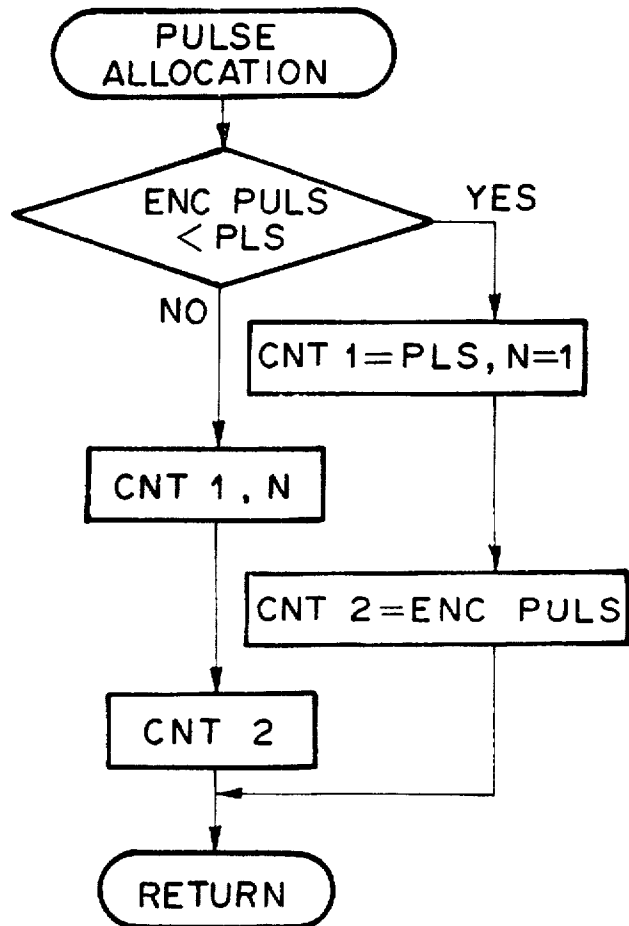 PULSE
ALLOCATION
ENC PULS
< PLS
YES
NO
CNT 1=PLS, N=1
CNT 1, N
CNT 2=ENC PULS
CNT 2
RETURN